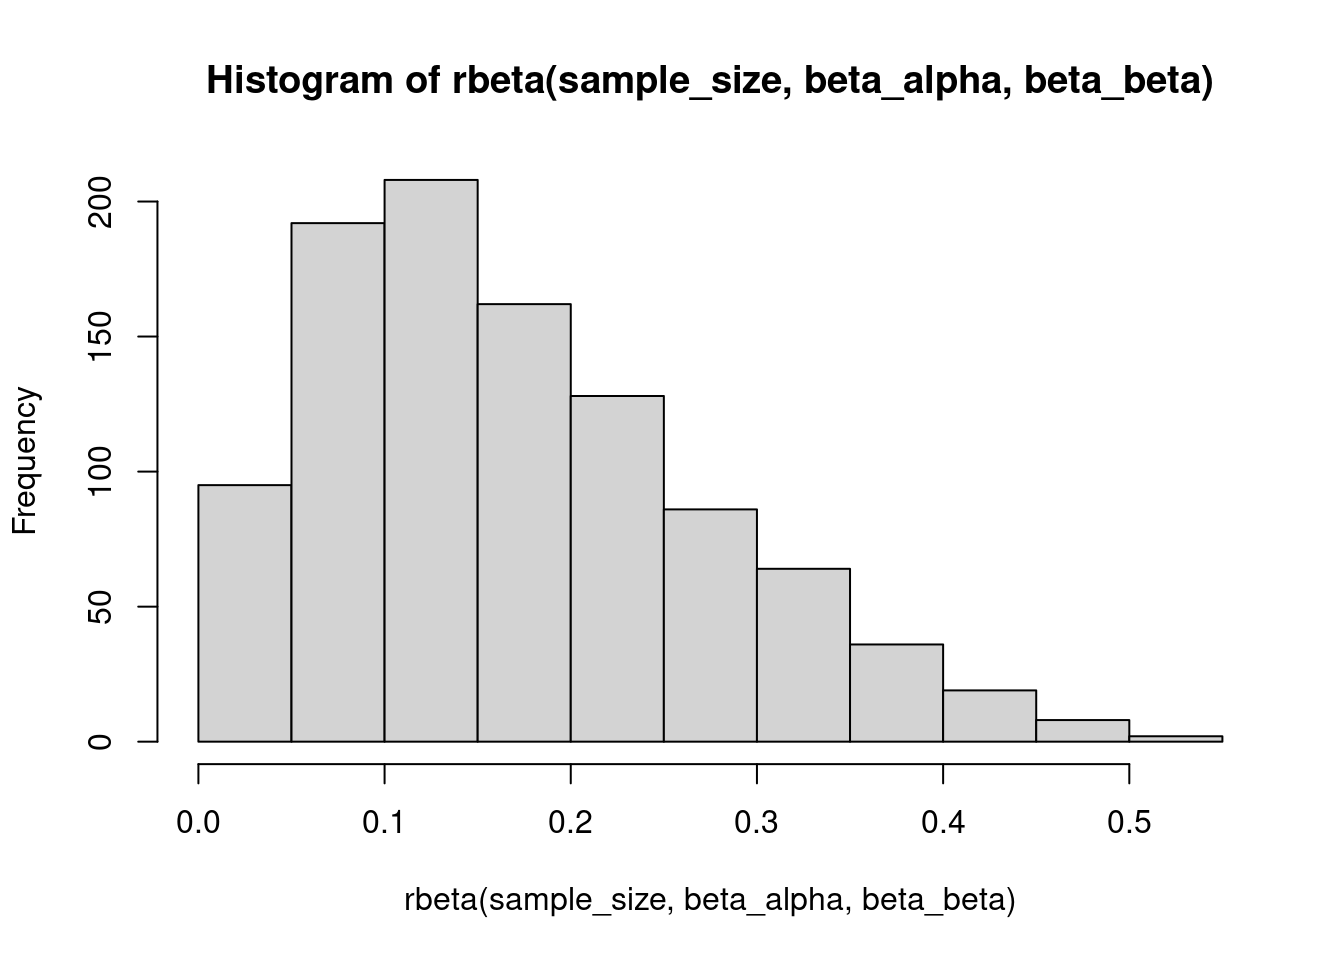 Histogram of rbeta(sample_size, beta_alpha, beta_beta)
Frequency
200
150
100
50
0
0.0 0.1 0.2 0.3 0.4 0.5
rbeta(sample_size, beta_alpha, beta_beta)